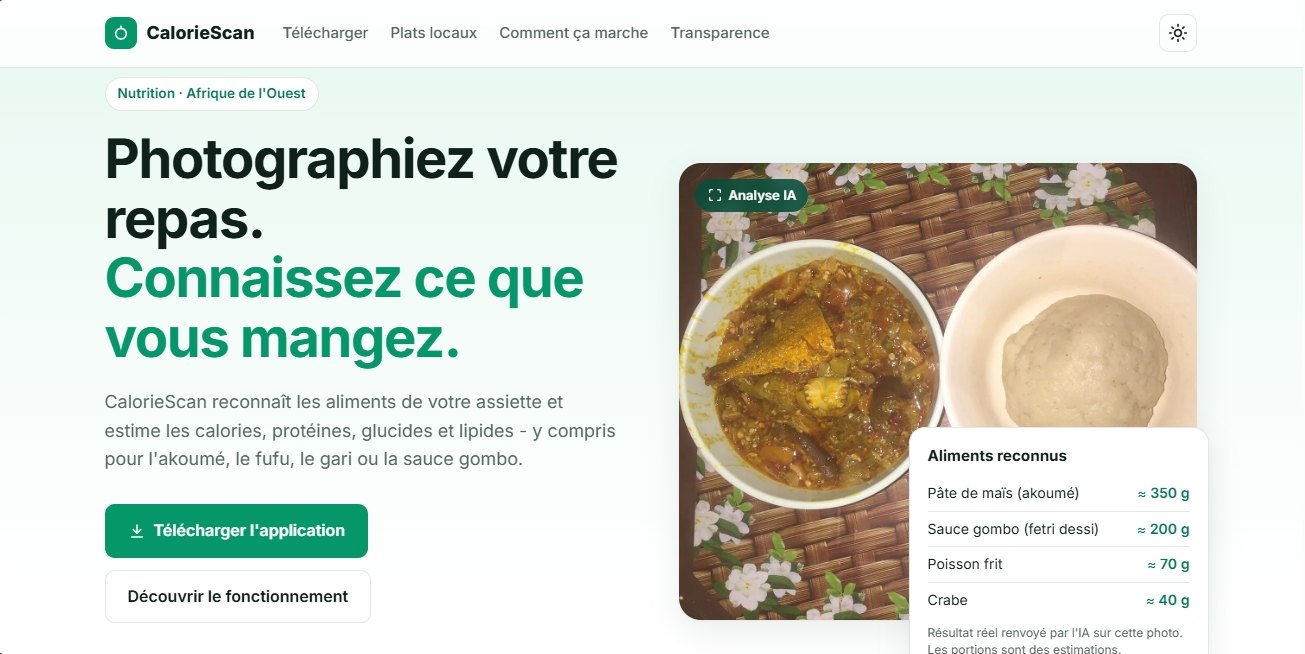 CalorieScan
Télécharger
Plats locaux
Comment ça marche
Transparence
Nutrition · Afrique de l'Ouest
Photographiez votre
repas.
Connaissez ce que
vous mangez.
CalorieScan reconnaît les aliments de votre assiette et
estime les calories, protéines, glucides et lipides - y compris
pour l'akoumé, le fufu, le gari ou la sauce gombo.
Télécharger l'application
Découvrir le fonctionnement
Analyse IA
Aliments reconnus
Pâte de maïs (akoumé) ≈ 350 g
Sauce gombo (fetri dessi) ≈ 200 g
Poisson frit ≈ 70 g
Crabe ≈ 40 g
Résultat réel renvoyé par l'IA sur cette photo.
Les portions sont des estimations.